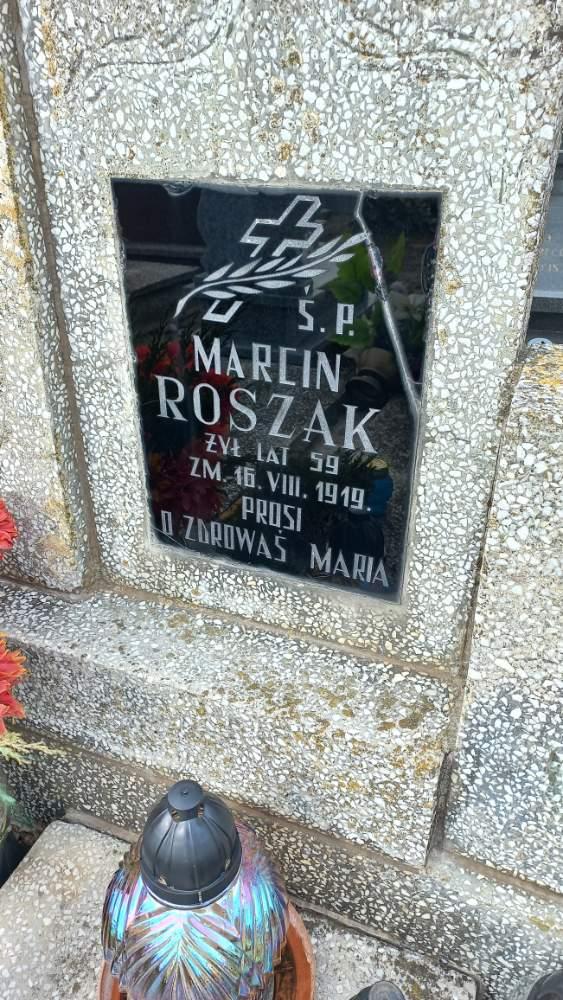 Ś. P.
MARCIN
ROSZAK
ŻYŁ LAT 59
ZM. 16. VIII. 1919.
PROSI
O ZDROWAŚ MARIA